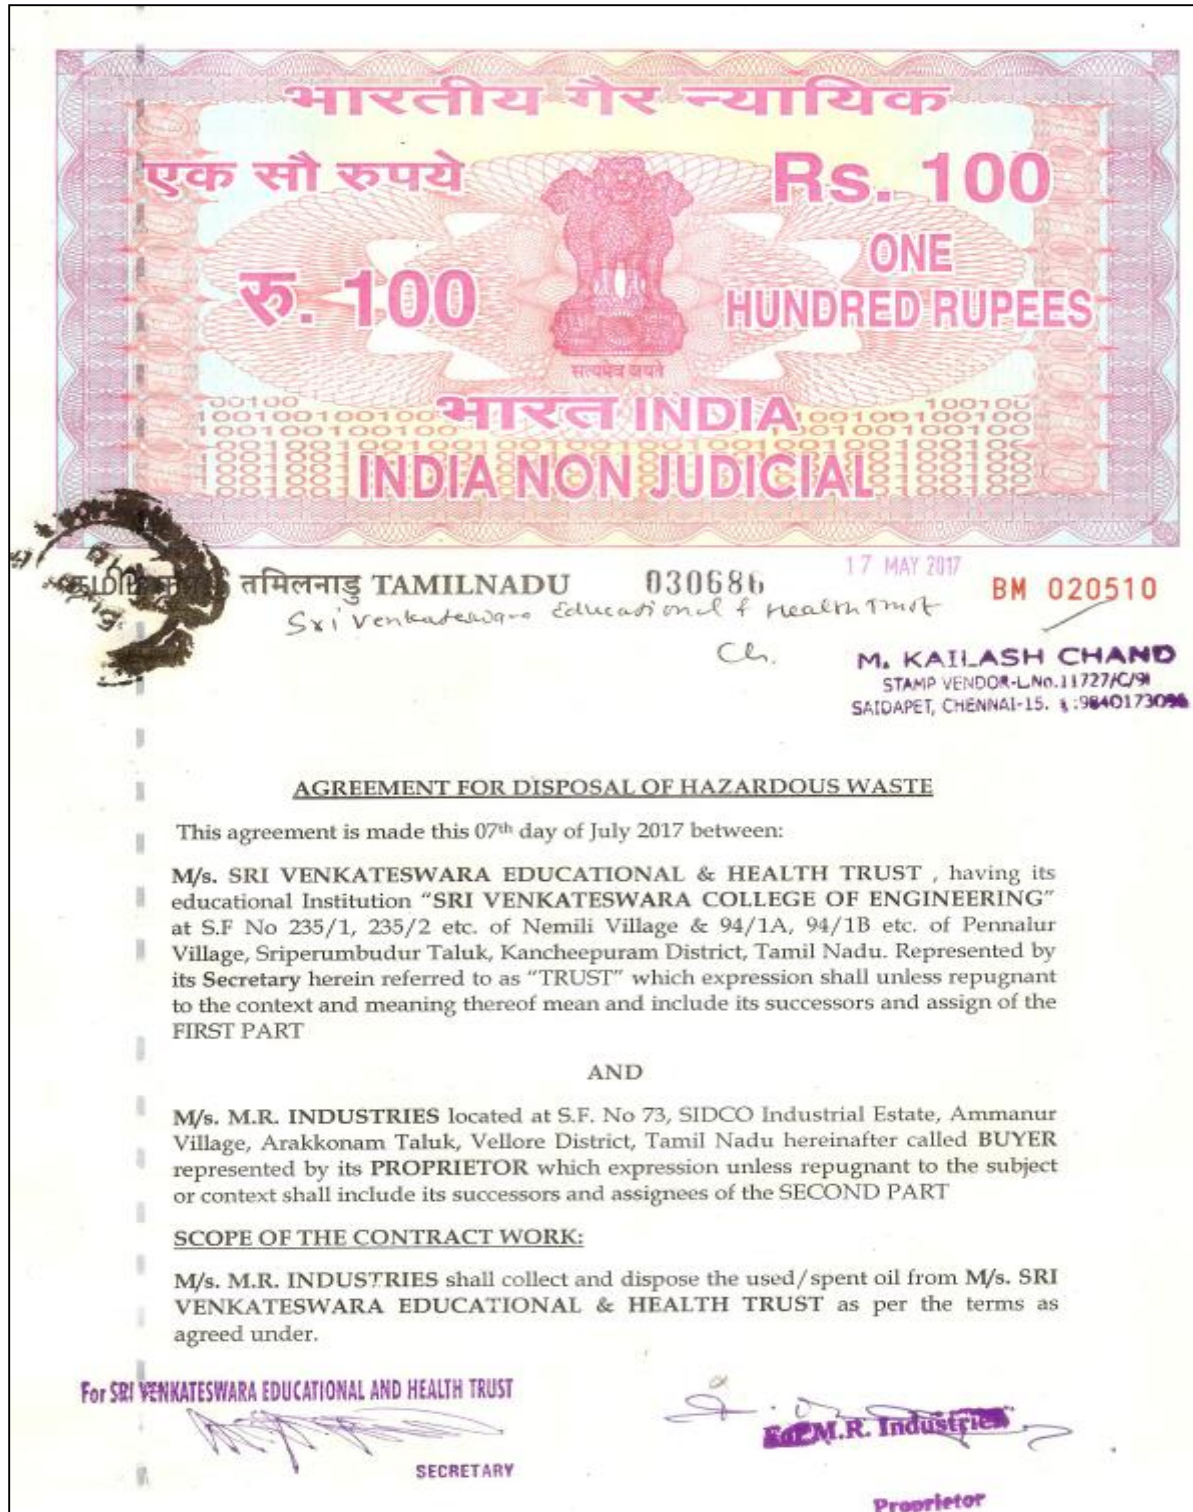 भारतीय गैर न्यायिक
एक सौ रुपये
Rs. 100
रु. 100
ONE
HUNDRED RUPEES
सत्यमेव जयते
भारत INDIA
INDIA NON JUDICIAL
तमिलनाडु TAMILNADU 030686 17 MAY 2017 BM 020510
Sri Venkateswara Educational & Health Trust
Ch.
M. KAILASH CHAND
STAMP VENDOR-L.No.11727/C/91
SAIDAPET, CHENNAI-15.
AGREEMENT FOR DISPOSAL OF HAZARDOUS WASTE
This agreement is made this 07th day of July 2017 between:
M/s. SRI VENKATESWARA EDUCATIONAL & HEALTH TRUST , having its
educational Institution “SRI VENKATESWARA COLLEGE OF ENGINEERING”
at S.F No 235/1, 235/2 etc. of Nemili Village & 94/1A, 94/1B etc. of Pennalur
Village, Sriperumbudur Taluk, Kancheepuram District, Tamil Nadu. Represented by
its Secretary herein referred to as “TRUST” which expression shall unless repugnant
to the context and meaning thereof mean and include its successors and assign of the
FIRST PART
AND
M/s. M.R. INDUSTRIES located at S.F. No 73, SIDCO Industrial Estate, Ammanur
Village, Arakkonam Taluk, Vellore District, Tamil Nadu hereinafter called BUYER
represented by its PROPRIETOR which expression unless repugnant to the subject
or context shall include its successors and assignees of the SECOND PART
SCOPE OF THE CONTRACT WORK:
M/s. M.R. INDUSTRIES shall collect and dispose the used/spent oil from M/s. SRI
VENKATESWARA EDUCATIONAL & HEALTH TRUST as per the terms as
agreed under.
For SRI VENKATESWARA EDUCATIONAL AND HEALTH TRUST
SECRETARY
For M.R. Industries
Proprietor